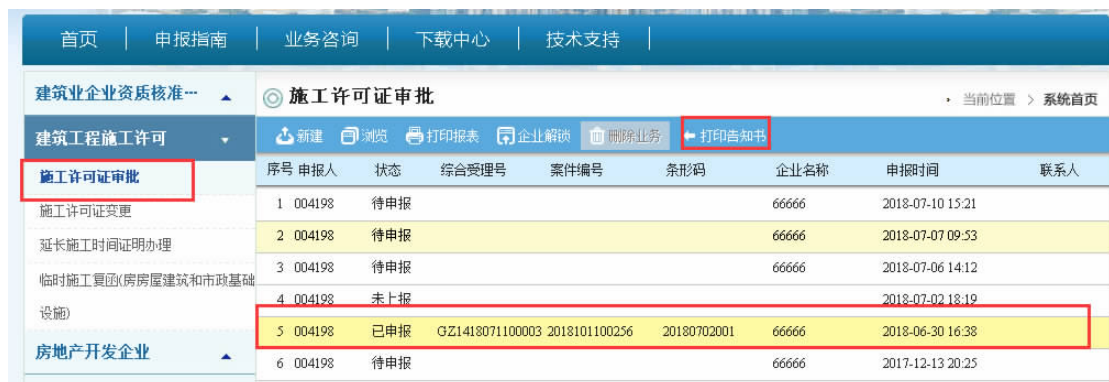 首页 申报指南 业务咨询 下载中心 技术支持
建筑业企业资质核准…
建筑工程施工许可
施工许可证审批
施工许可证变更
延长施工时间证明办理
临时施工复函(房房屋建筑和市政基础
设施)
房地产开发企业
施工许可证审批
当前位置 > 系统首页
新建 浏览 打印报表 企业解锁 删除业务 打印告知书
序号 申报人 状态 综合受理号 案件编号 条形码 企业名称 申报时间 联系人
1 004198 待申报 66666 2018-07-10 15:21
2 004198 待申报 66666 2018-07-07 09:53
3 004198 待申报 66666 2018-07-06 14:12
4 004198 未上报 2018-07-02 18:19
5 004198 已申报 GZ1418071100003 2018101100256 20180702001 66666 2018-06-30 16:38
6 004198 待申报 66666 2017-12-13 20:25